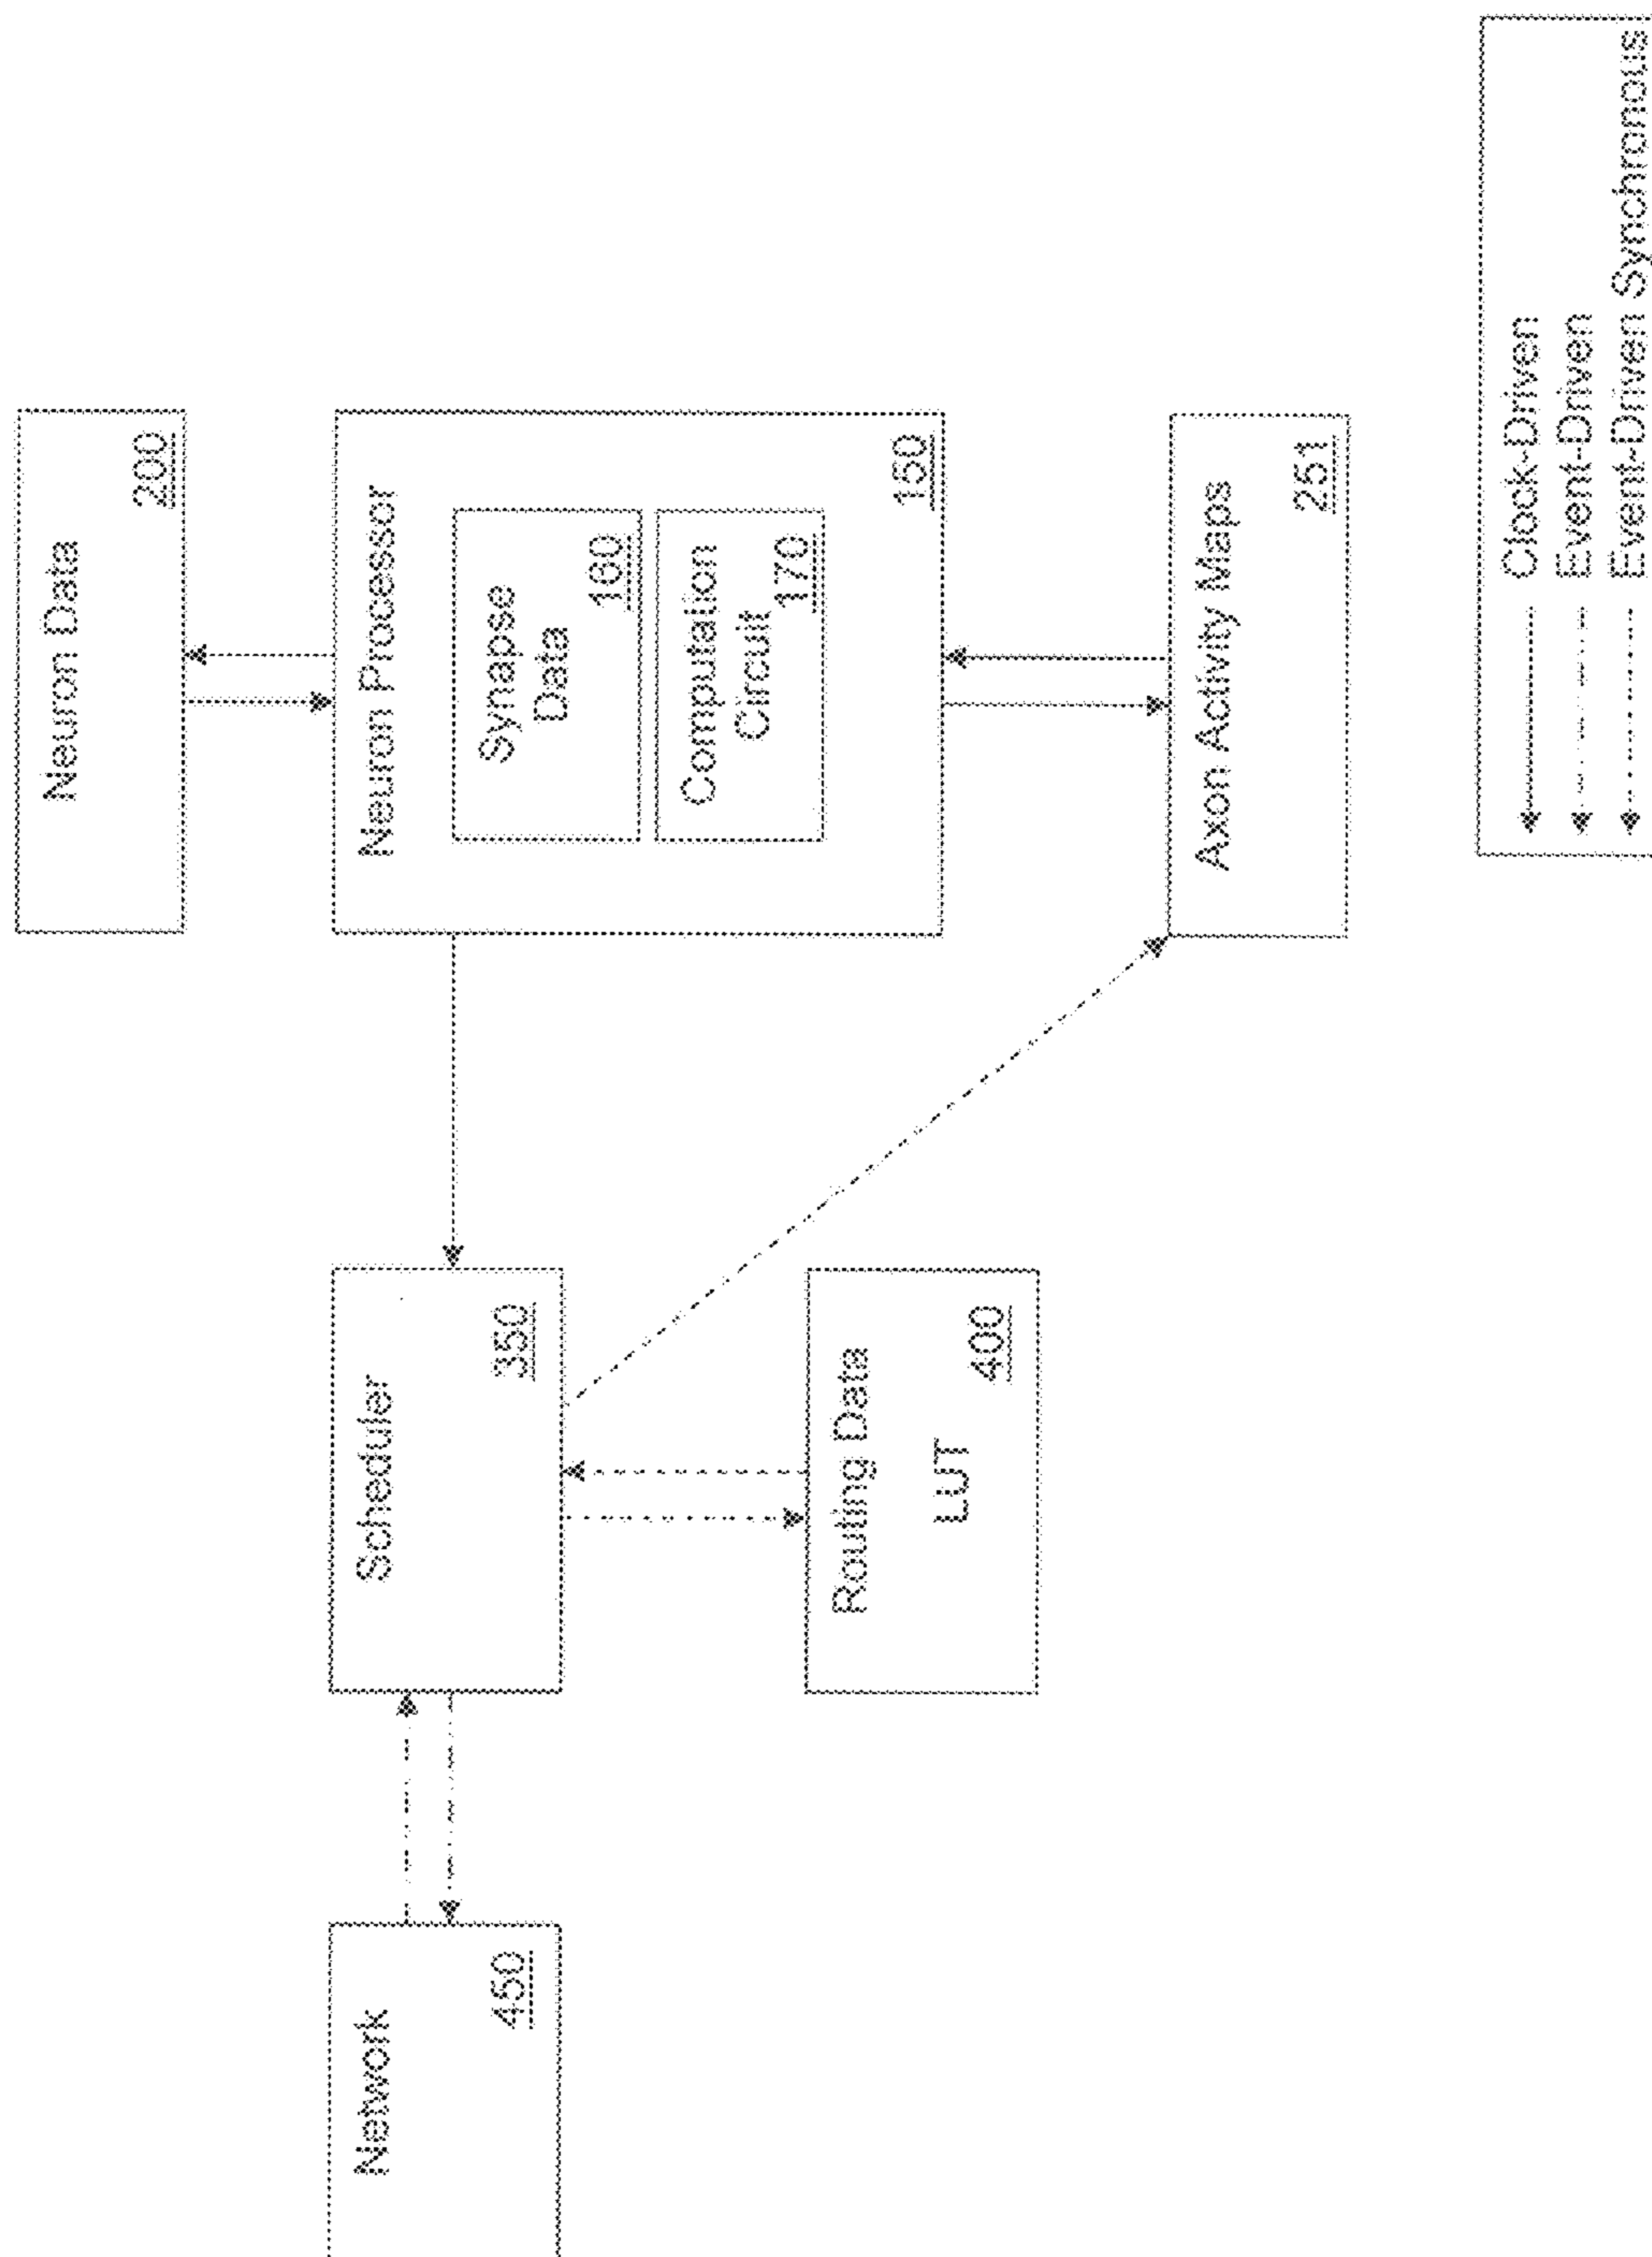 Neuron Data
200
Network
450
Scheduler
350
Neuron Processor
Synapse
Data
160
Computation
Circuit
170
150
Routing Data
LUT
400
Axon Activity Maps
251
Clock-Driven
Event-Driven
Event-Driven Synchronous